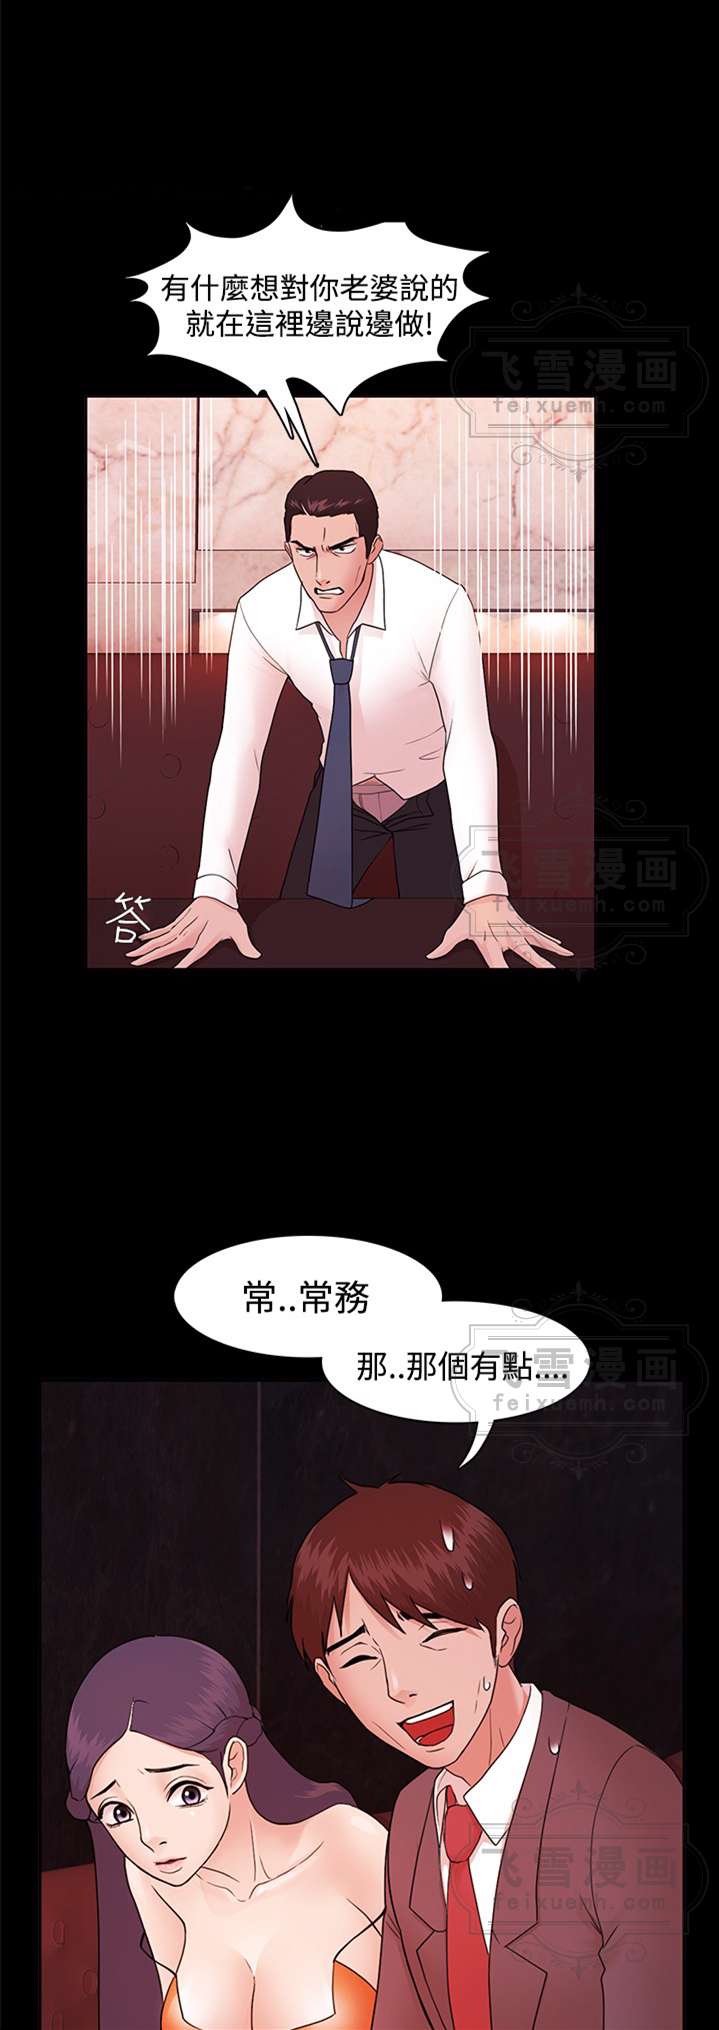 有什麼想對你老婆說的
就在這裡邊說邊做!
飞雪漫画
feixuemh.com
飞雪漫画
feixuemh.com
答
常..常務
那..那個有點....
飞雪漫画
feixuemh.com
飞雪漫画
feixuemh.com